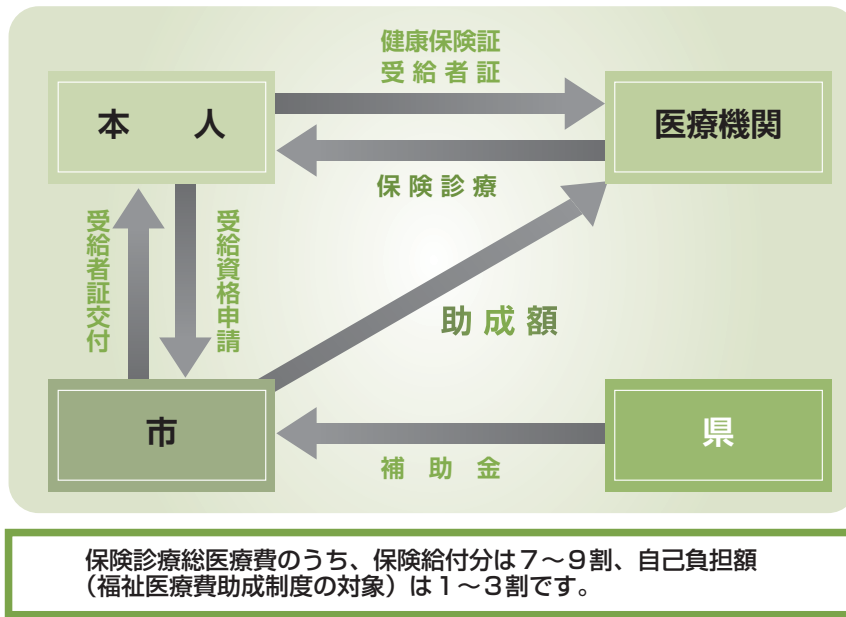 健康保険証
受給者証
本 人
医療機関
保険診療
受給者証交付
受給資格申請
助成額
市
県
補助金
保険診療総医療費のうち、保険給付分は7~9割、自己負担額
(福祉医療費助成制度の対象)は1~3割です。